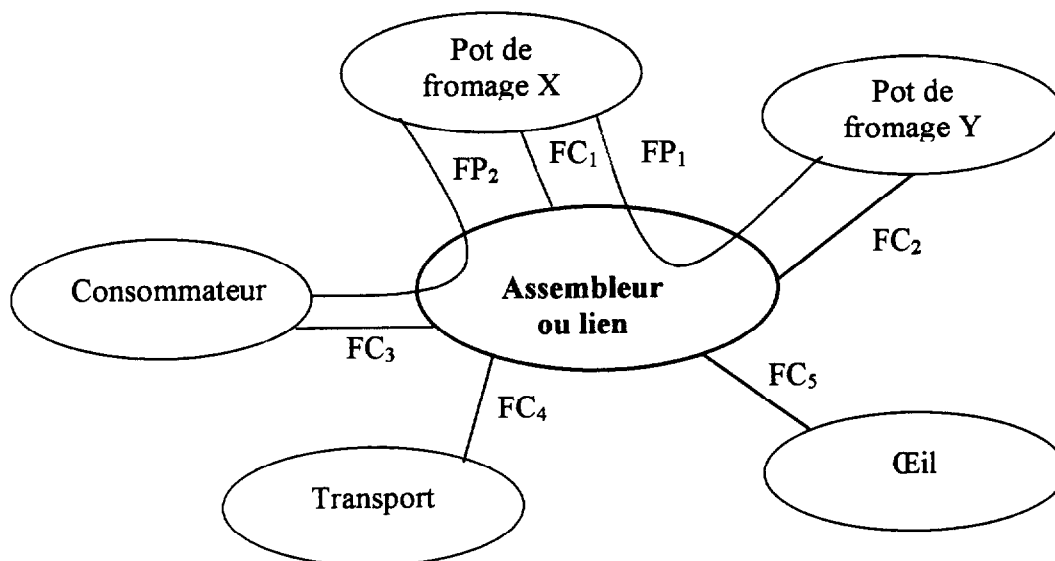 Pot de
fromage X
Pot de
fromage Y
FP₂
FC₁
FP₁
FC₂
Consommateur
Assembleur
ou lien
FC₃
FC₅
FC₄
Œil
Transport